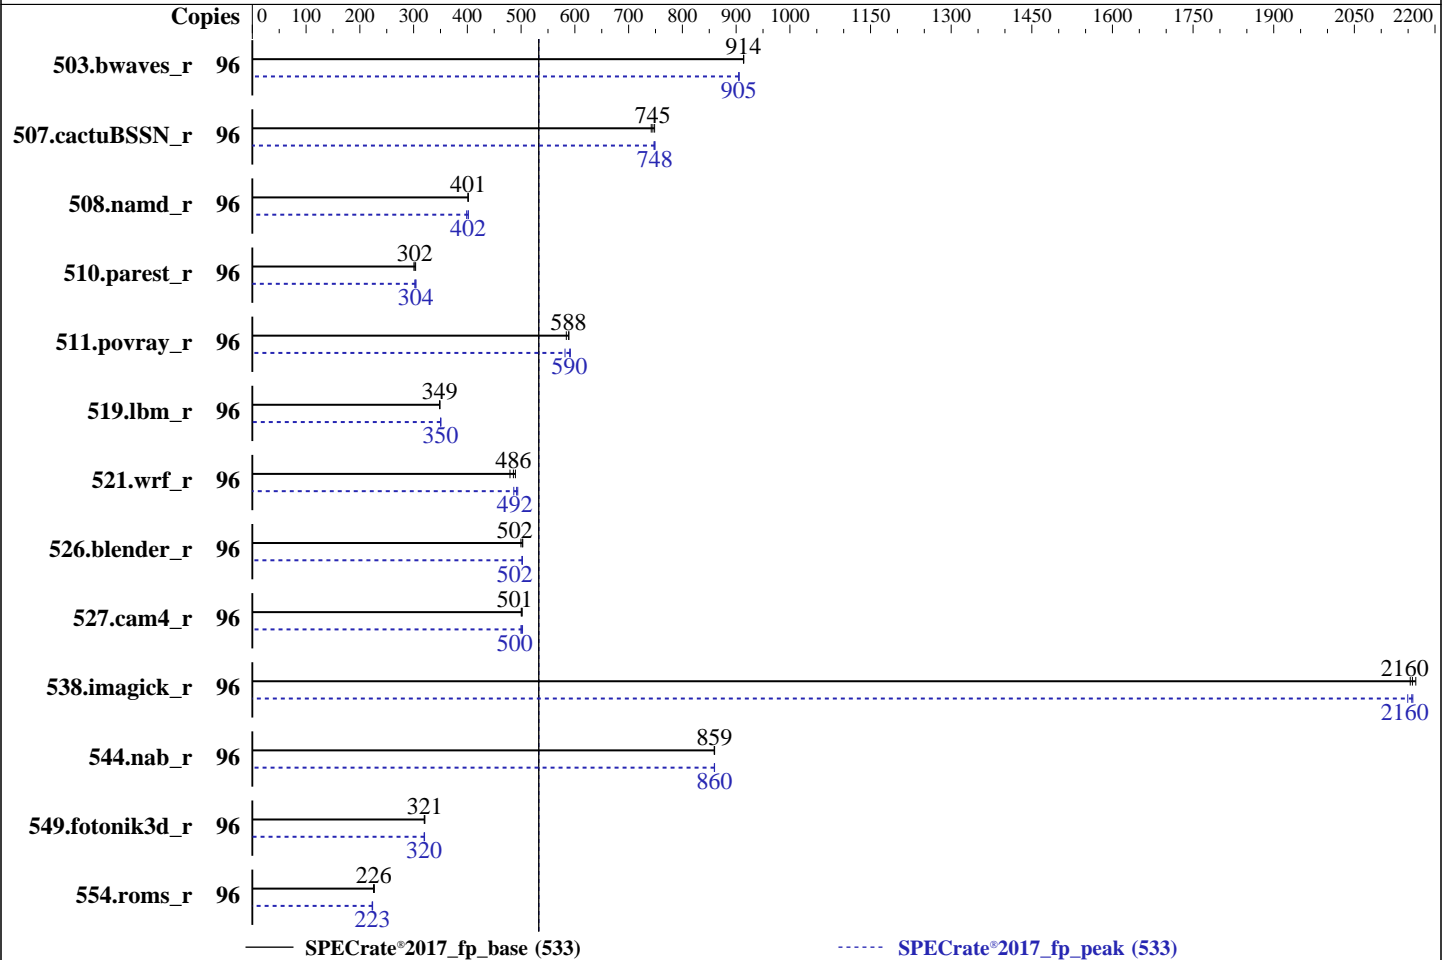 Copies 0 100 200 300 400 500 600 700 800 900 1000 1150 1300 1450 1600 1750 1900 2050 2200
914
503.bwaves_r 96
905
745
507.cactuBSSN_r 96
748
401
508.namd_r 96
402
302
510.parest_r 96
304
588
511.povray_r 96
590
349
519.lbm_r 96
350
486
521.wrf_r 96
492
502
526.blender_r 96
502
501
527.cam4_r 96
500
2160
538.imagick_r 96
2160
859
544.nab_r 96
860
321
549.fotonik3d_r 96
320
226
554.roms_r 96
223
SPECrate®2017_fp_base (533) SPECrate®2017_fp_peak (533)